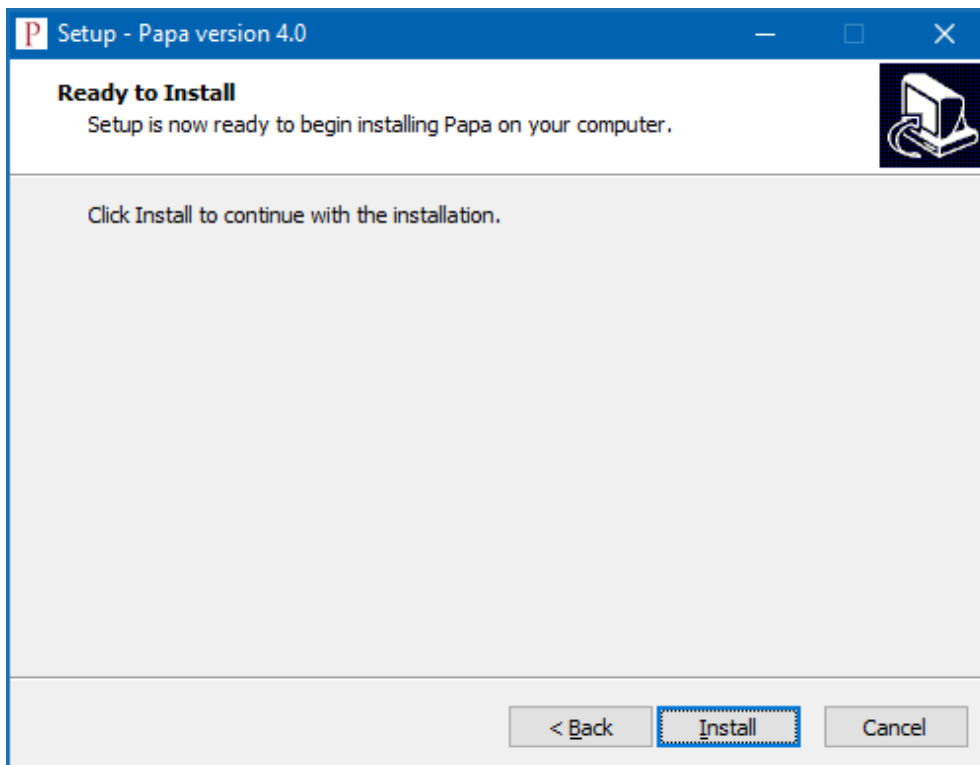 P Setup - Papa version 4.0
Ready to Install
Setup is now ready to begin installing Papa on your computer.
Click Install to continue with the installation.
< Back Install Cancel